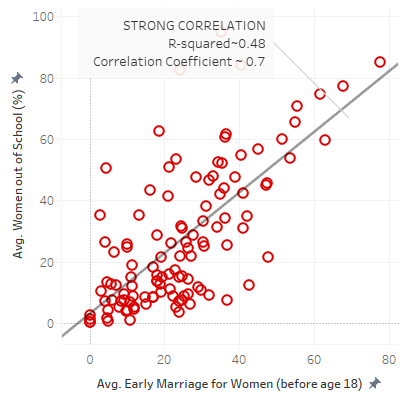 STRONG CORRELATION
R-squared~0.48
Correlation Coefficient ~ 0.7
100
80
60
40
20
0
Avg. Women out of School (%)
0
20
40
60
80
Avg. Early Marriage for Women (before age 18)